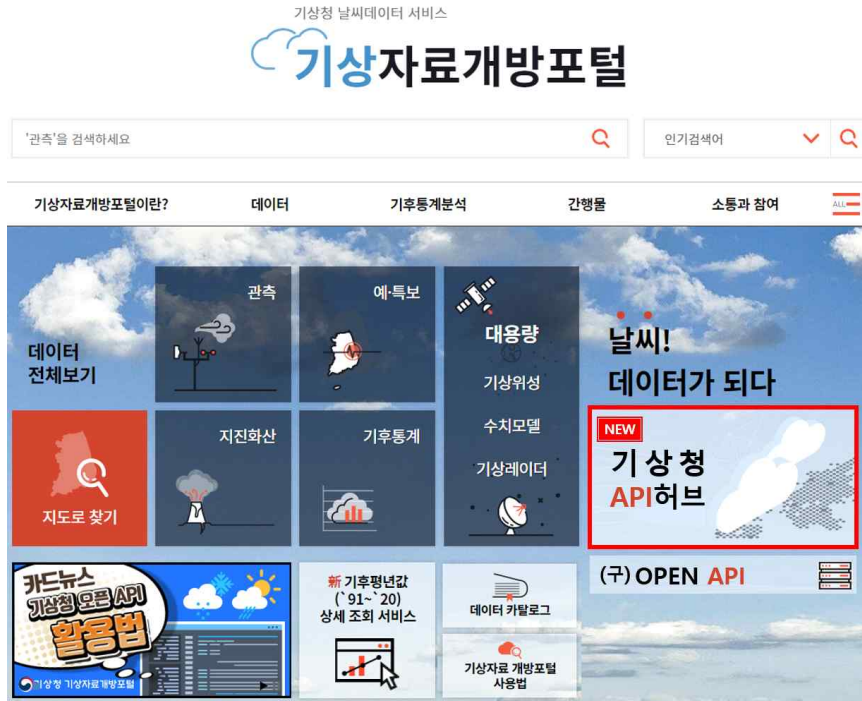 기상청 날씨데이터 서비스
기상자료개방포털
'관측'을 검색하세요
인기검색어
기상자료개방포털이란?
데이터
기후통계분석
간행물
소통과 참여
ALL
데이터
전체보기
관측
예·특보
대용량
기상위성
수치모델
기상레이더
날씨!
데이터가 되다
지도로 찾기
지진화산
기후통계
NEW
기상청
API허브
(구) OPEN API
카드뉴스
기상청 오픈 API
활용법
기상청 기상자료개방포털
新 기후평년값
(`91~`20)
상세 조회 서비스
데이터 카탈로그
기상자료 개방포털
사용법